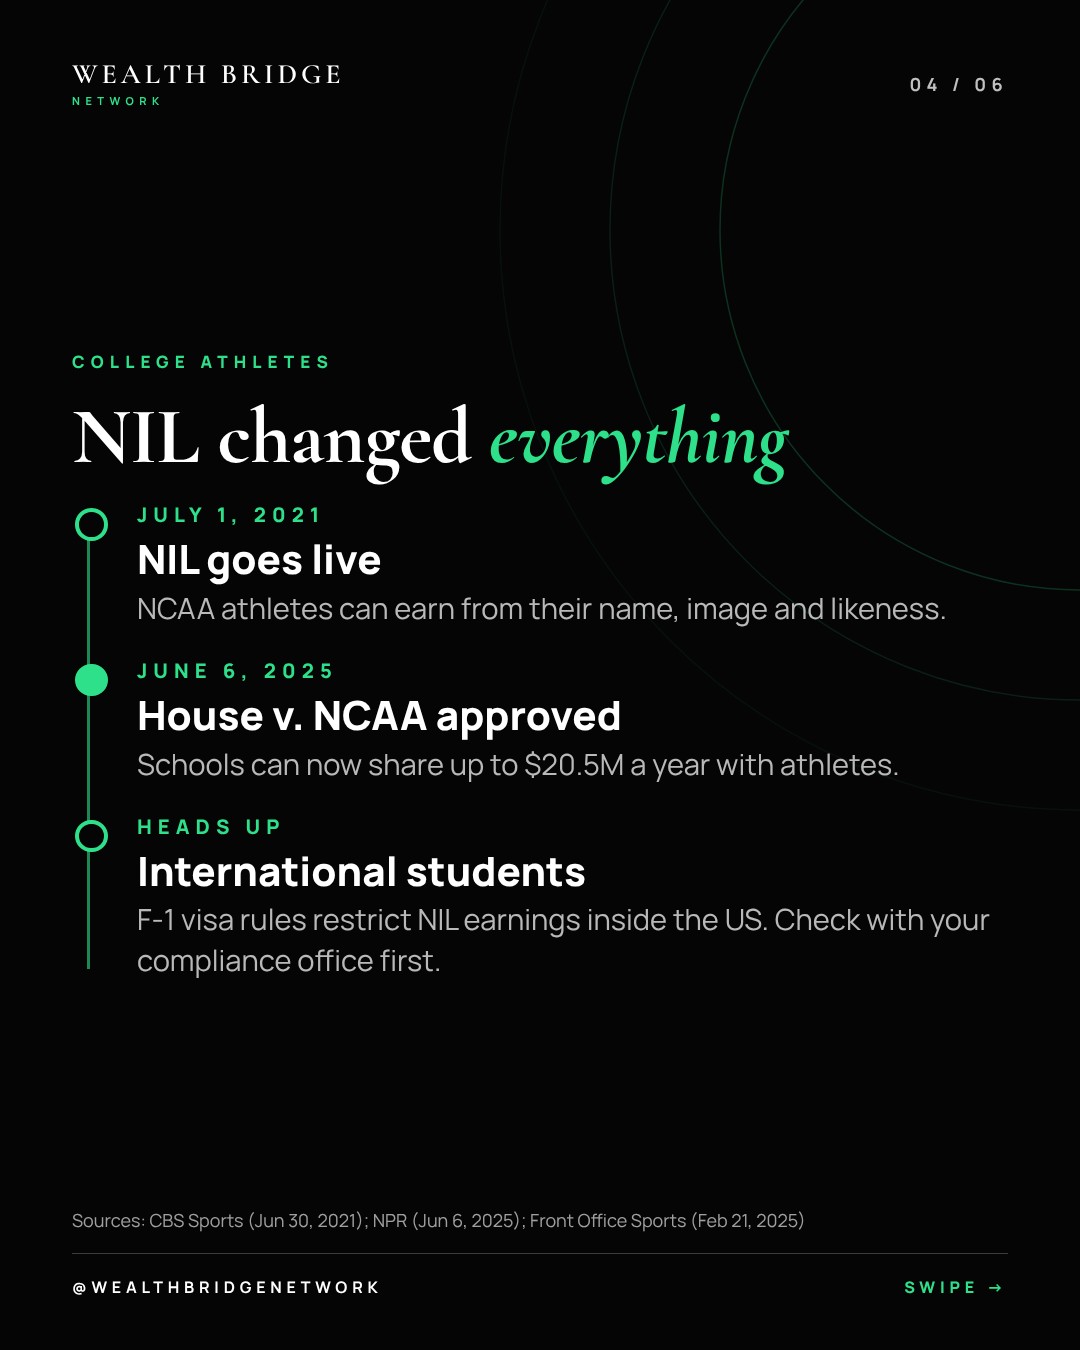 WEALTH BRIDGE
NETWORK
04 / 06
COLLEGE ATHLETES
NIL changed everything
JULY 1, 2021
NIL goes live
NCAA athletes can earn from their name, image and likeness.
JUNE 6, 2025
House v. NCAA approved
Schools can now share up to $20.5M a year with athletes.
HEADS UP
International students
F-1 visa rules restrict NIL earnings inside the US. Check with your
compliance office first.
Sources: CBS Sports (Jun 30, 2021); NPR (Jun 6, 2025); Front Office Sports (Feb 21, 2025)
@WEALTHBRIDGENETWORK
SWIPE →